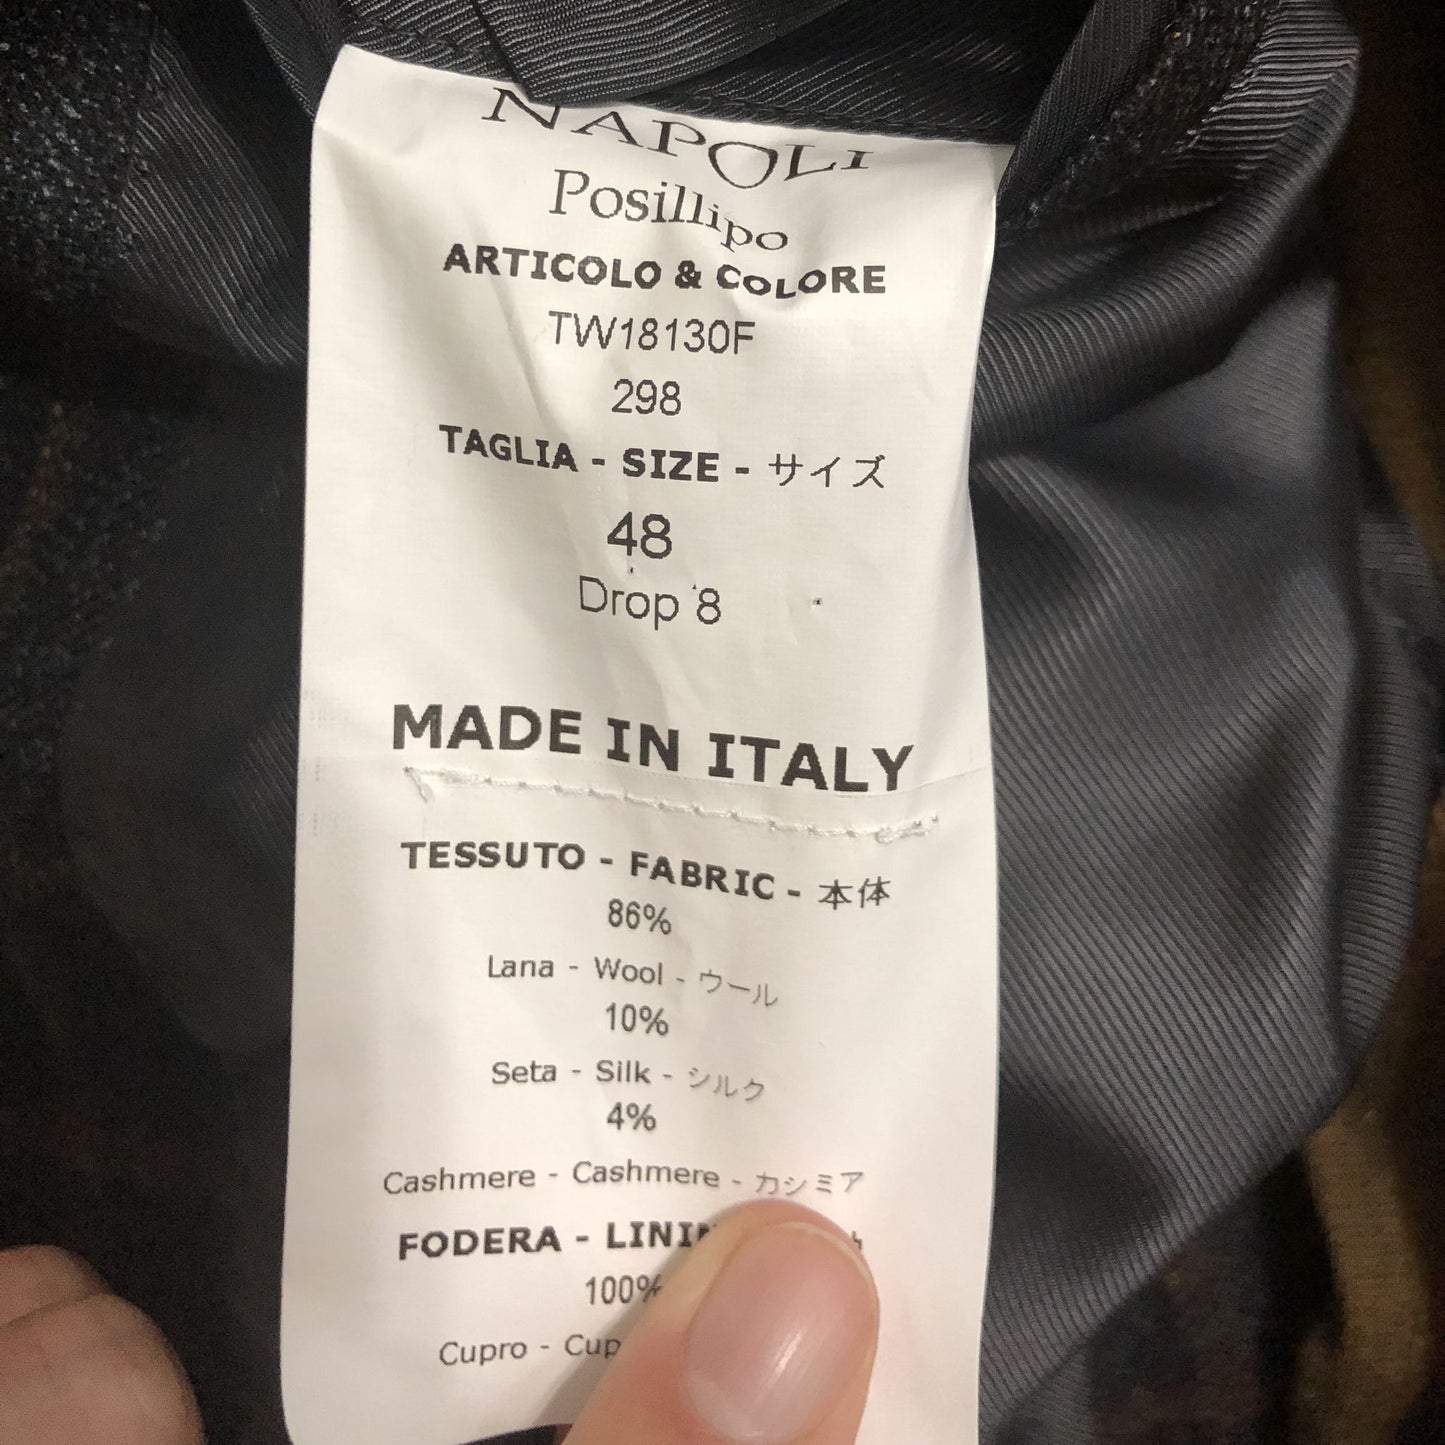 NAPOLI
Posillipo
ARTICOLO & COLORE
TW18130F
298
TAGLIA - SIZE - サイズ
48
Drop 8
MADE IN ITALY
TESSUTO - FABRIC - 本体
86%
Lana - Wool - ウール
10%
Seta - Silk - シルク
4%
Cashmere - Cashmere - カシミア
FODERA -
100%
Cupro -